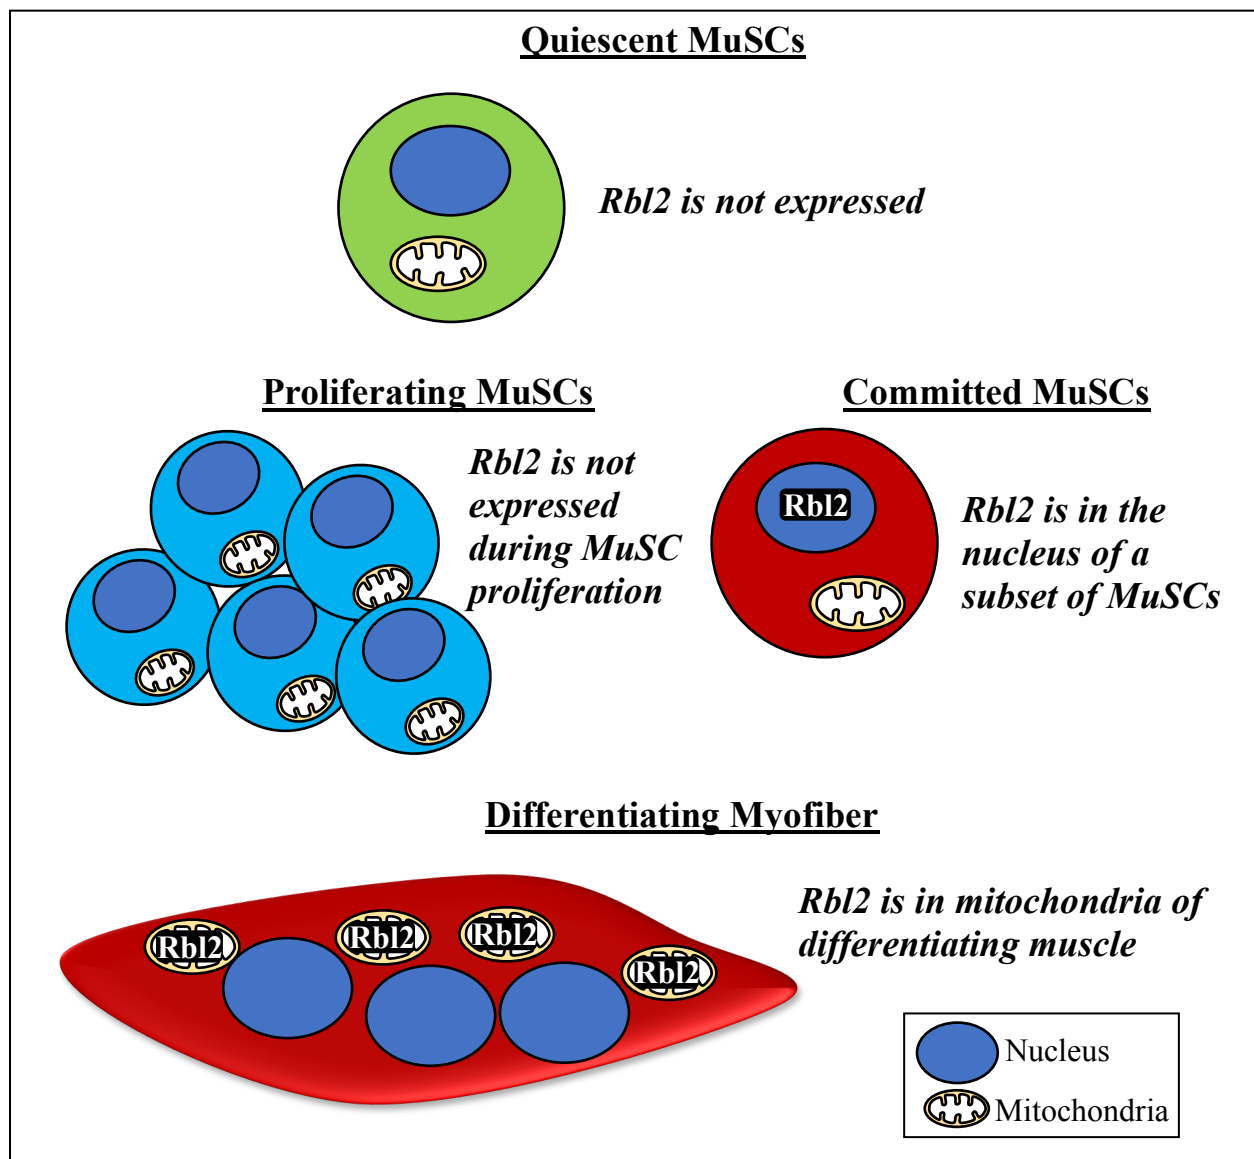 Quiescent MuSCs
Rbl2 is not expressed
Proliferating MuSCs
Rbl2 is not
expressed
during MuSC
proliferation
Committed MuSCs
Rbl2
Rbl2 is in the
nucleus of a
subset of MuSCs
Differentiating Myofiber
Rbl2
Rbl2
Rbl2
Rbl2
Rbl2 is in mitochondria of
differentiating muscle
Nucleus
Mitochondria